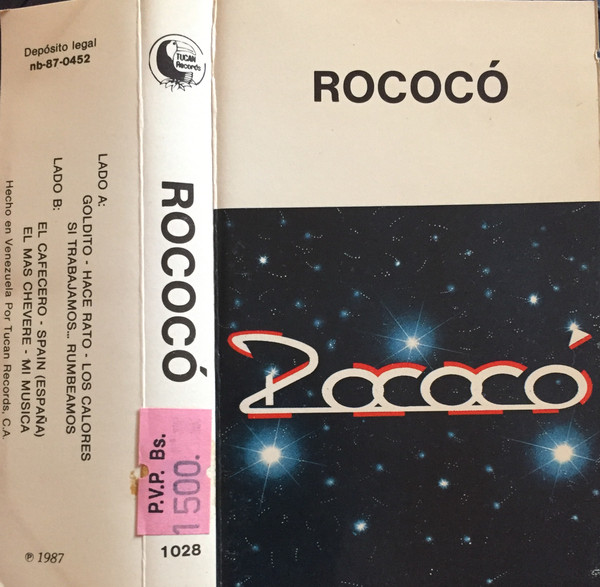 Depósito legal
nb-87-0452
LADO A:
GOLDITO - HACE RATO - LOS CALORES
SI TRABAJAMOS... RUMBEAMOS
LADO B:
EL CAFECERO - SPAIN (ESPAÑA)
EL MAS CHEVERE - MI MUSICA
Hecho en Venezuela Por Tucan Records, C.A.
℗ 1987
TUCAN
Records
ROCOCÓ
P.V.P. Bs.
1500.
1028
ROCOCÓ
Rococó